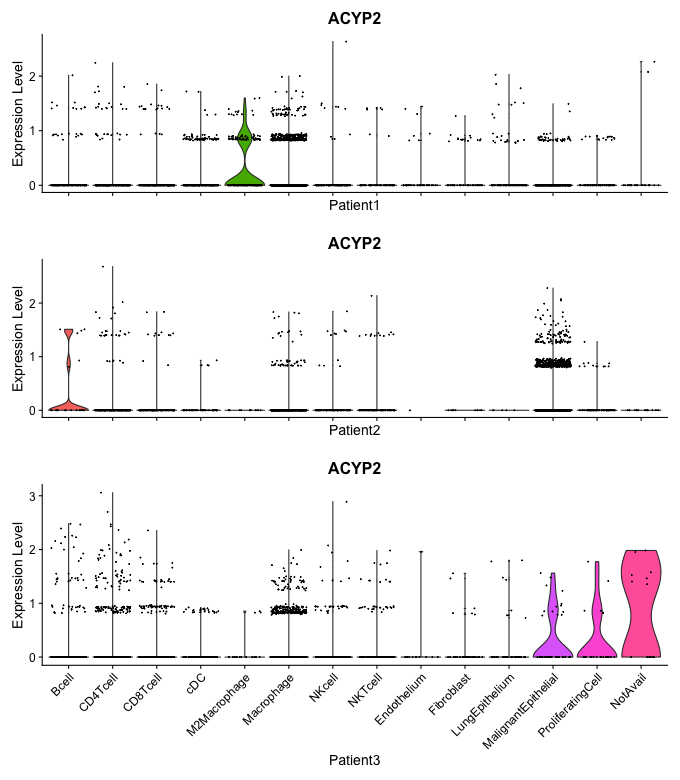 ACYP2
Expression Level
2
1
0
Patient1
ACYP2
Expression Level
2
1
0
Patient2
ACYP2
Expression Level
3
2
1
0
Bcell
CD4Tcell
CD8Tcell
cDC
M2Macrophage
Macrophage
NKcell
NKTcell
Endothelium
Fibroblast
LungEpithelium
MalignantEpithelial
ProliferatingCell
NotAvail
Patient3